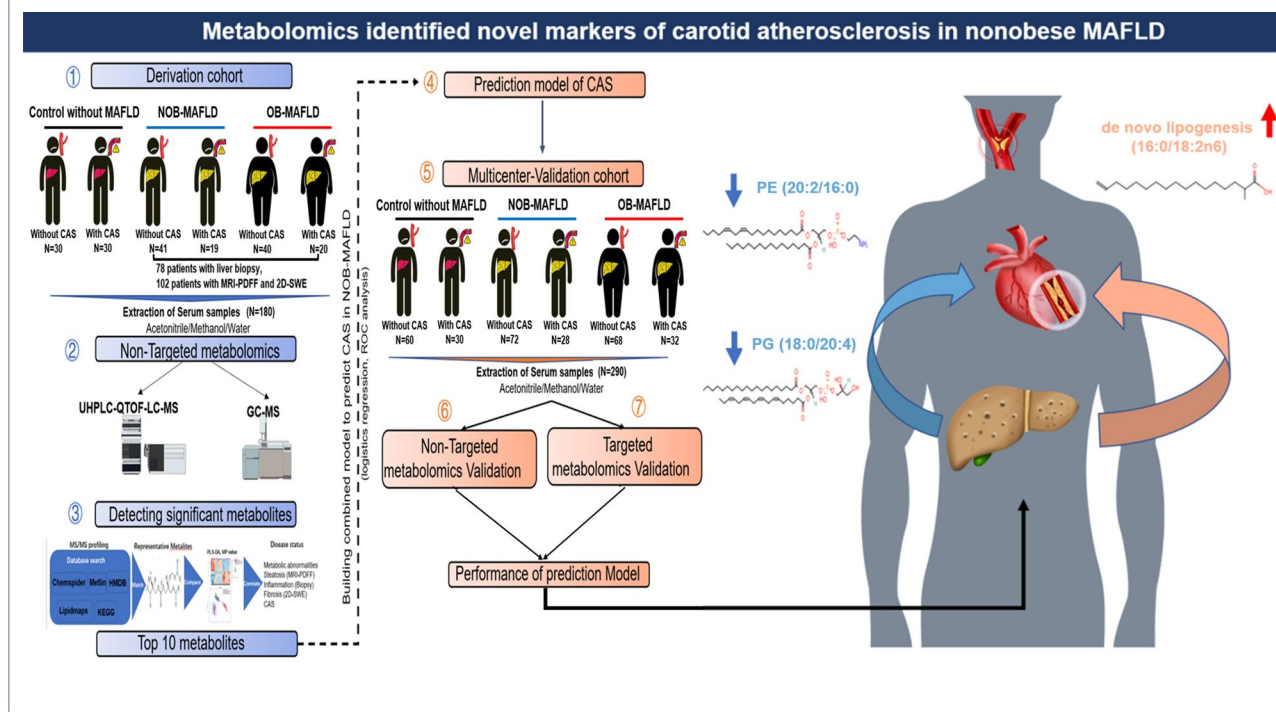 Metabolomics identified novel markers of carotid atherosclerosis in nonobese MAFLD
① Derivation cohort
Control without MAFLD NOB-MAFLD OB-MAFLD
Without CAS With CAS Without CAS With CAS Without CAS With CAS
N=30 N=30 N=41 N=19 N=40 N=20
78 patients with liver biopsy,
102 patients with MRI-PDFF and 2D-SWE
Extraction of Serum samples (N=180)
Acetonitrile/Methanol/Water
② Non-Targeted metabolomics
UHPLC-QTOF-LC-MS GC-MS
③ Detecting significant metabolites
MS/MS profiling Representative Metalites PLS-DA, VIP value Disease status
Database search
Chemspider Metlin HMDB
Lipidmaps KEGG
Match
Compare
Correlate
Metabolic abnormalities
Steatosis (MRI-PDFF)
Inflammation (Biopsy)
Fibrosis (2D-SWE)
CAS
Top 10 metabolites
Building combined model to predict CAS in NOB-MAFLD
(logistics regression, ROC analysis)
④ Prediction model of CAS
⑤ Multicenter-Validation cohort
Control without MAFLD NOB-MAFLD OB-MAFLD
Without CAS With CAS Without CAS With CAS Without CAS With CAS
N=60 N=30 N=72 N=28 N=68 N=32
Extraction of Serum samples (N=290)
Acetonitrile/Methanol/Water
⑥ ⑦
Non-Targeted
metabolomics Validation
Targeted
metabolomics Validation
Performance of prediction Model
PE (20:2/16:0)
PG (18:0/20:4)
de novo lipogenesis
(16:0/18:2n6)